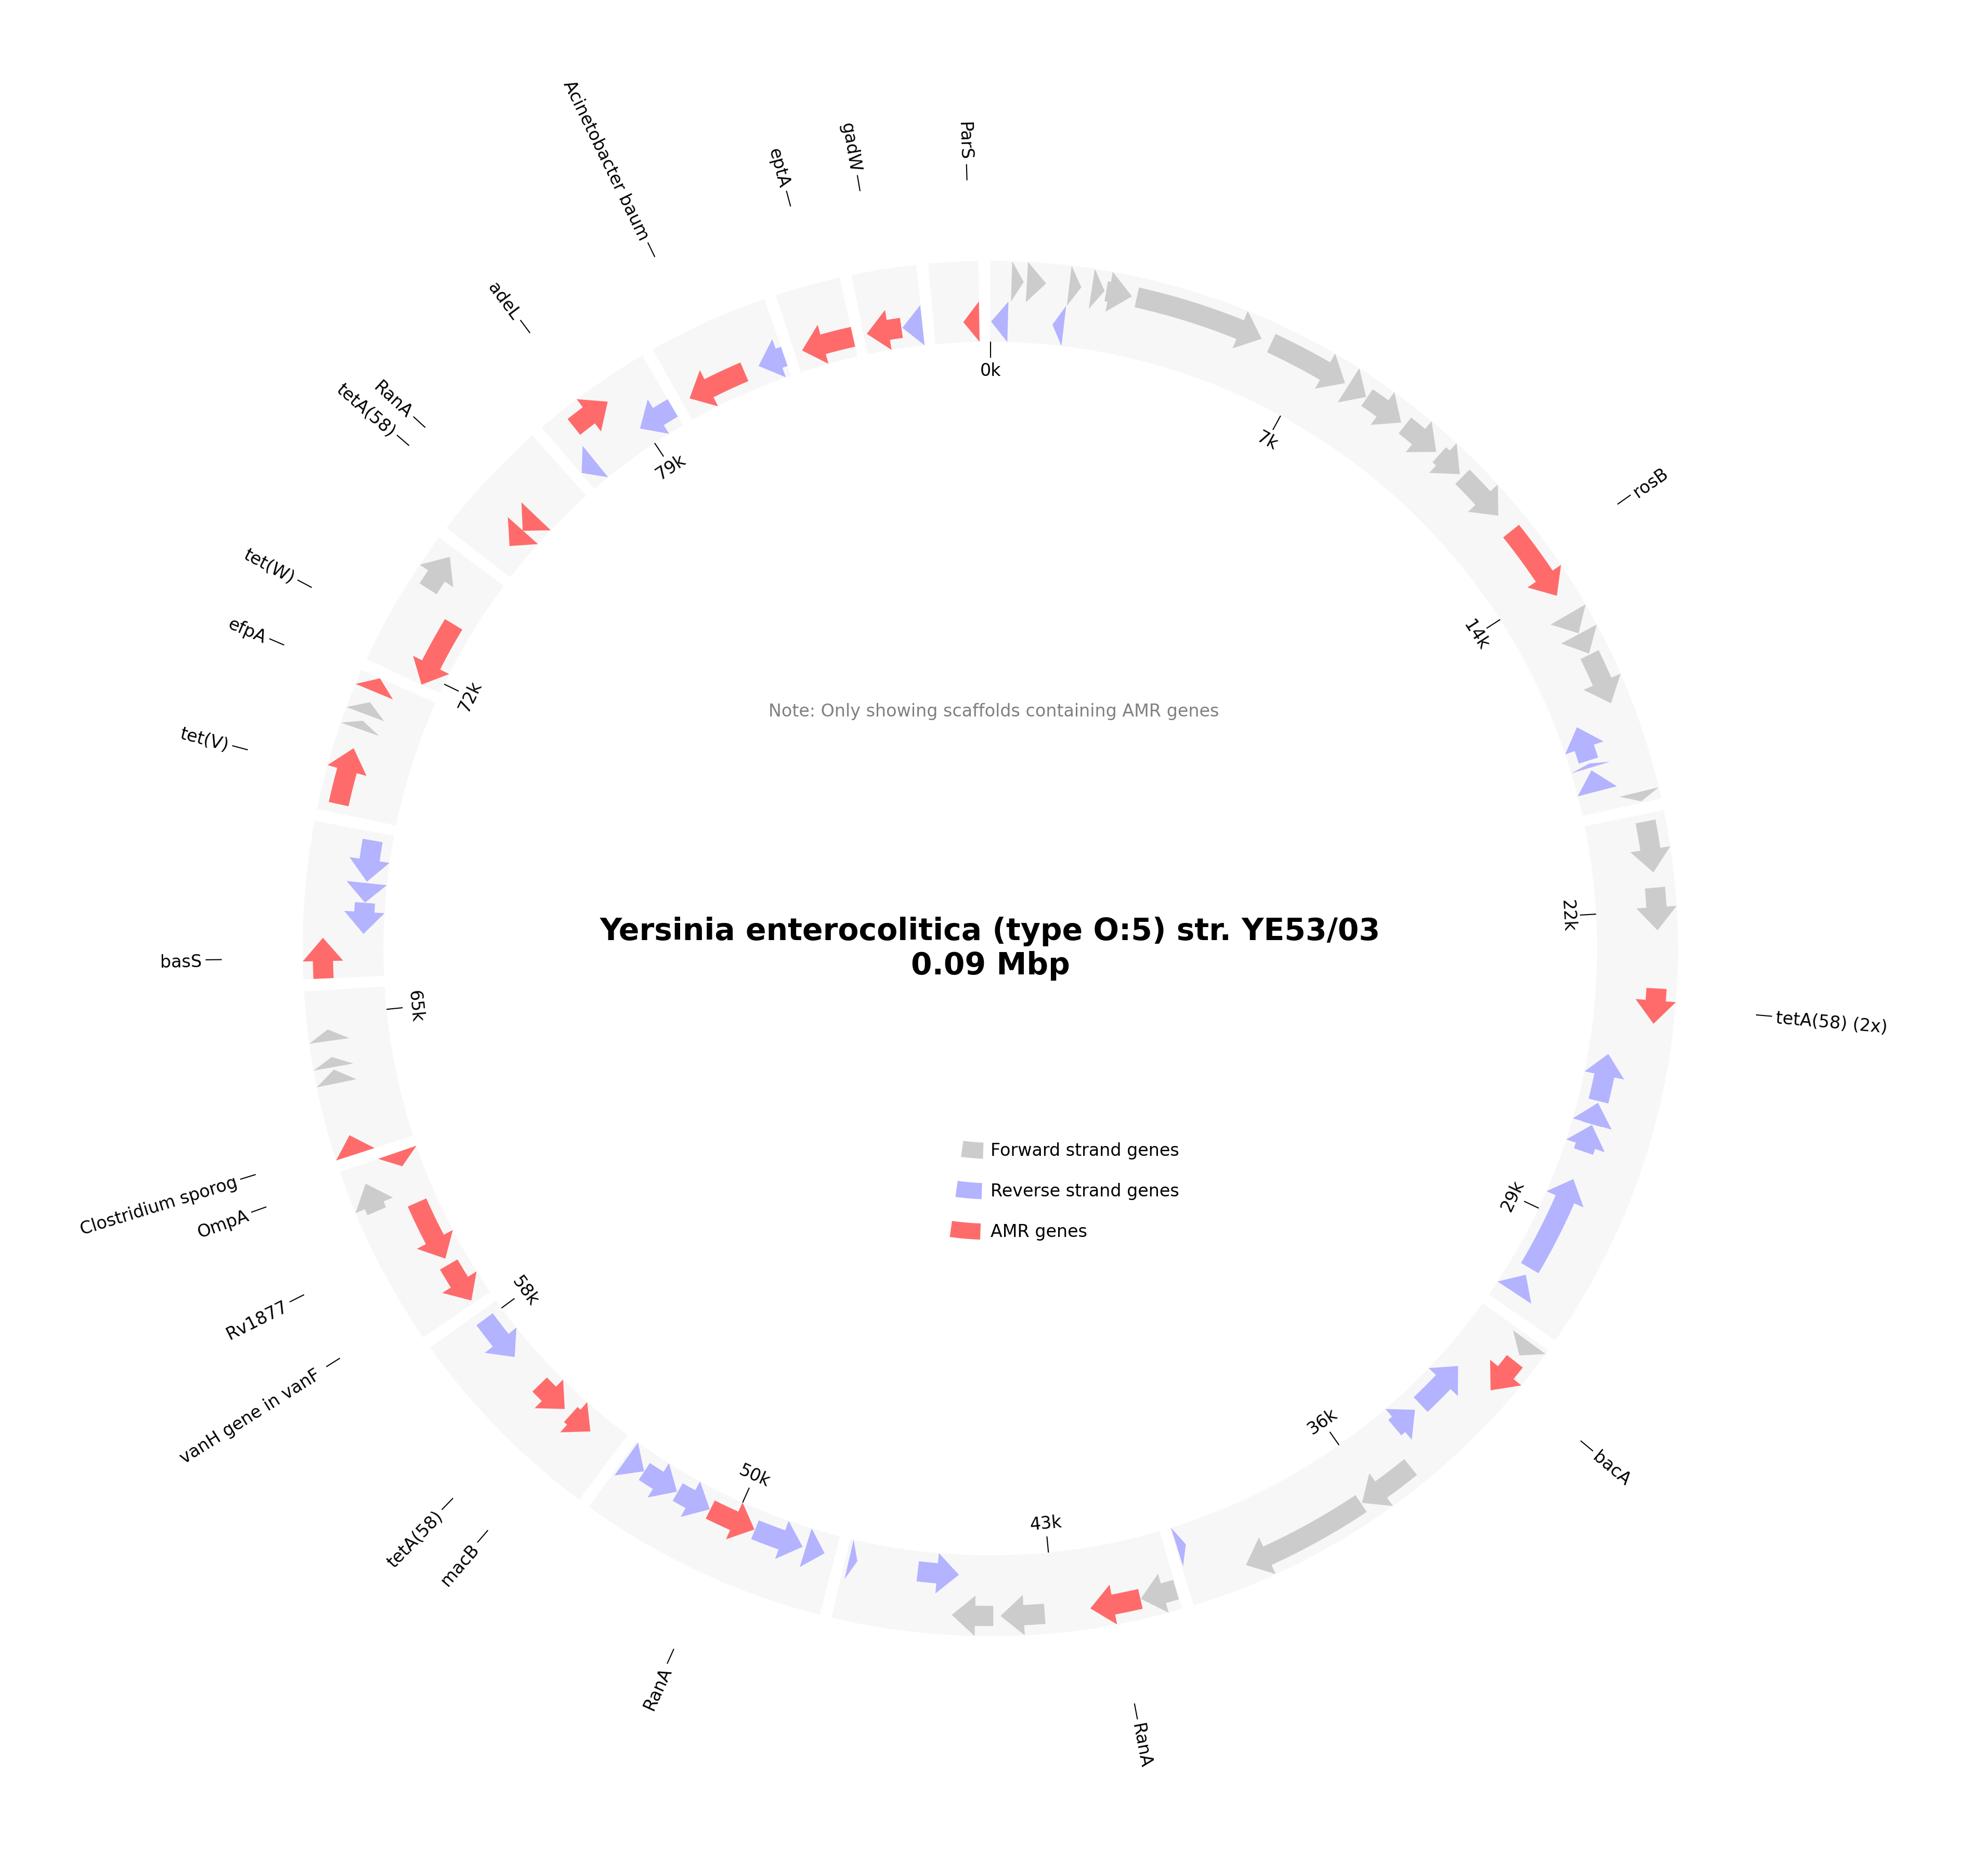 Acinetobacter baum
eptA
gadW
ParS
adeL
RanA
tetA(58)
0k
7k
79k
rosB
tet(W)
efpA
14k
72k
Note: Only showing scaffolds containing AMR genes
tet(V)
22k
Yersinia enterocolitica (type O:5) str. YE53/03
0.09 Mbp
basS
65k
tetA(58) (2x)
Forward strand genes
Reverse strand genes
AMR genes
Clostridium sporog
OmpA
29k
58k
Rv1877
vanH gene in vanF
36k
bacA
50k
43k
tetA(58)
macB
RanA
RanA